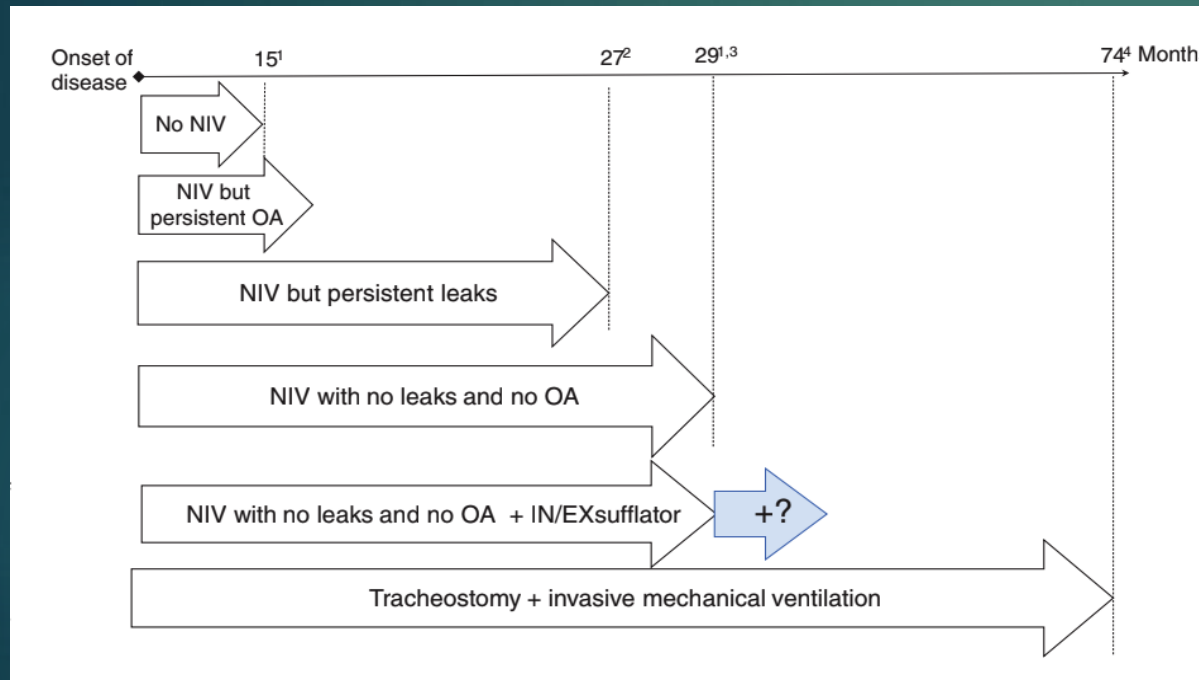 Onset of
disease
15¹
27²
29¹,³
74⁴ Month
No NIV
NIV but
persistent OA
NIV but persistent leaks
NIV with no leaks and no OA
NIV with no leaks and no OA + IN/EXsufflator
+?
Tracheostomy + invasive mechanical ventilation